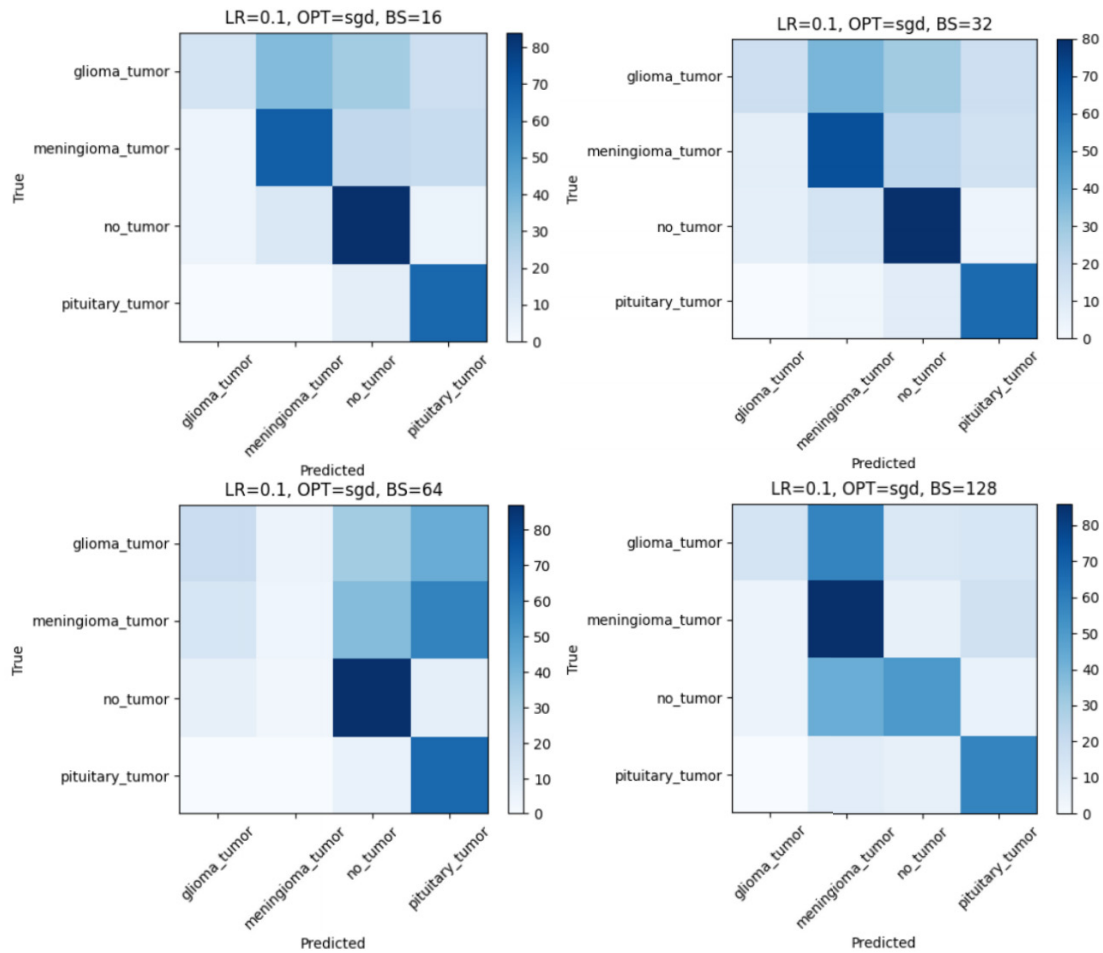 LR=0.1, OPT=sgd, BS=16
glioma_tumor
meningioma_tumor
no_tumor
pituitary_tumor
True
glioma_tumor
meningioma_tumor
no_tumor
pituitary_tumor
Predicted
80
70
60
50
40
30
20
10
0
LR=0.1, OPT=sgd, BS=32
glioma_tumor
meningioma_tumor
no_tumor
pituitary_tumor
True
glioma_tumor
meningioma_tumor
no_tumor
pituitary_tumor
Predicted
80
70
60
50
40
30
20
10
0
LR=0.1, OPT=sgd, BS=64
glioma_tumor
meningioma_tumor
no_tumor
pituitary_tumor
True
glioma_tumor
meningioma_tumor
no_tumor
pituitary_tumor
Predicted
80
70
60
50
40
30
20
10
0
LR=0.1, OPT=sgd, BS=128
glioma_tumor
meningioma_tumor
no_tumor
pituitary_tumor
True
glioma_tumor
meningioma_tumor
no_tumor
pituitary_tumor
Predicted
80
70
60
50
40
30
20
10
0